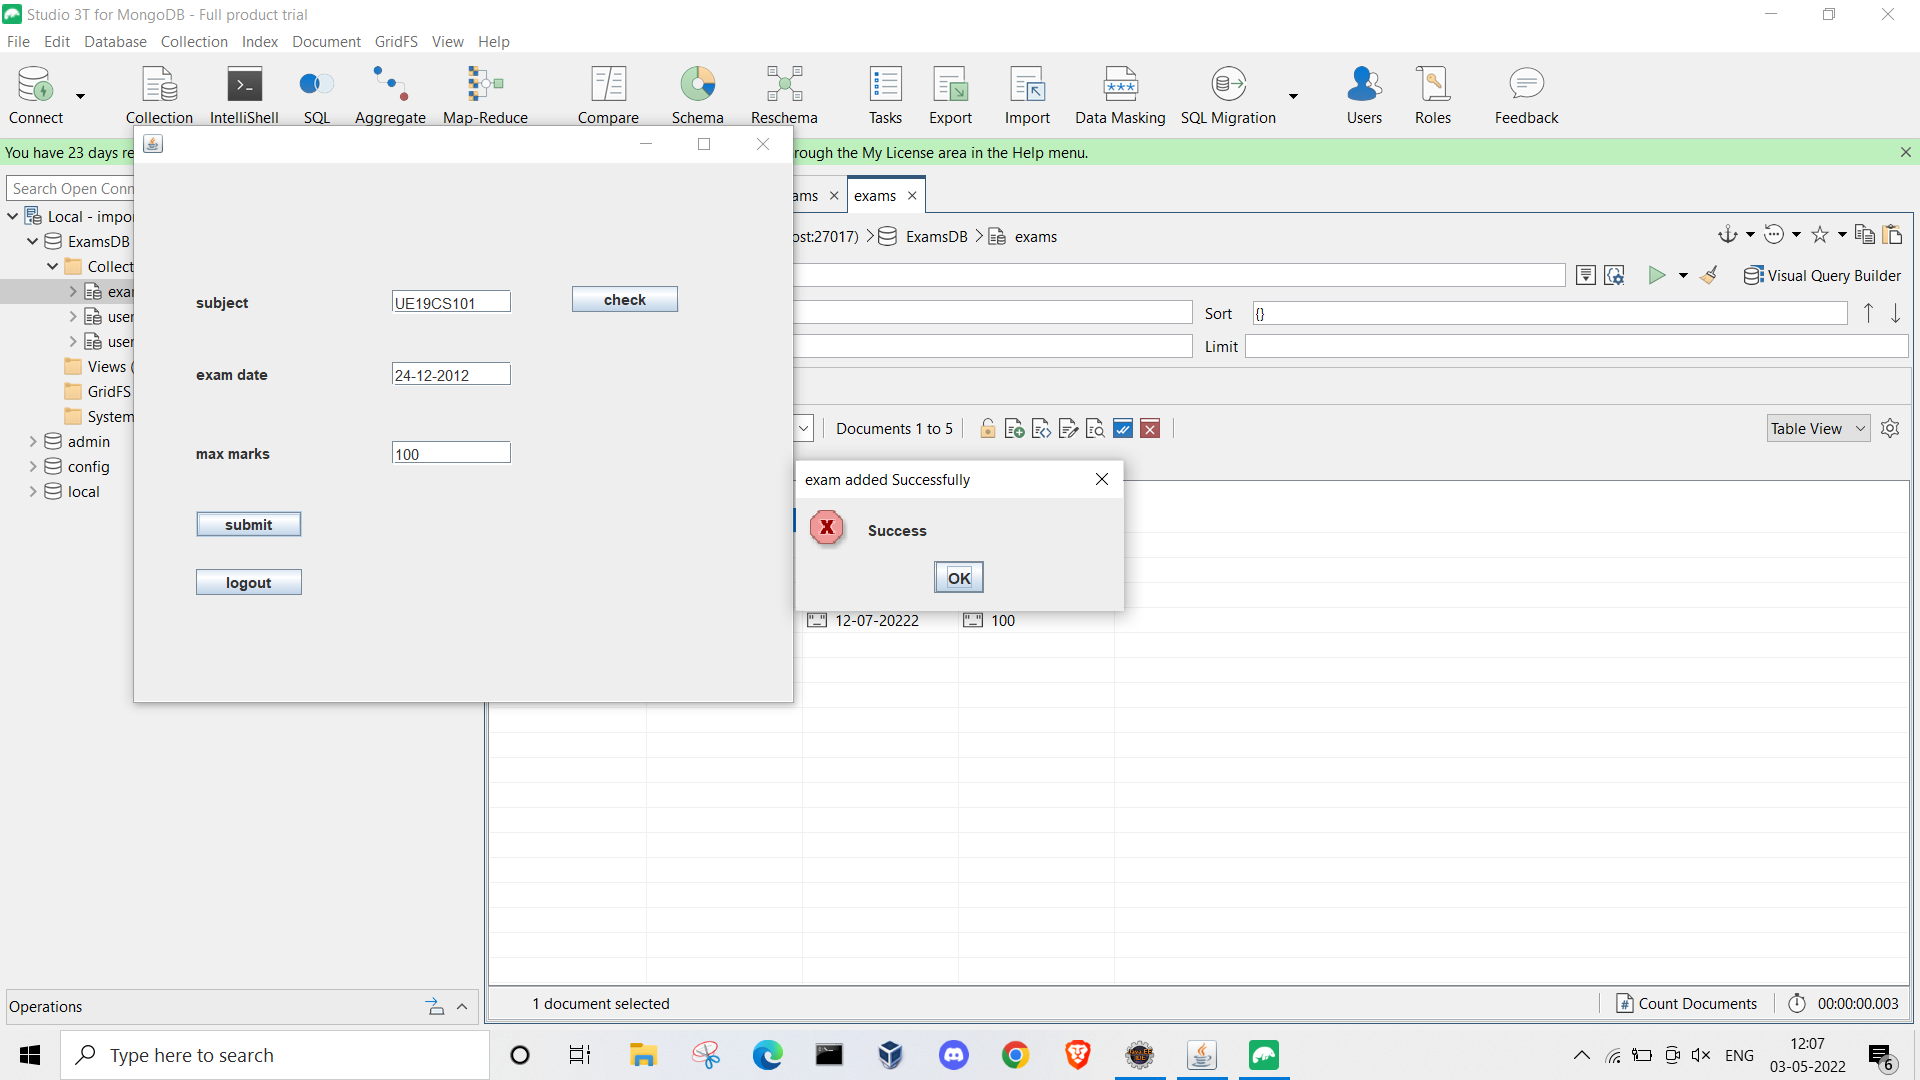 Studio 3T for MongoDB - Full product trial
File Edit Database Collection Index Document GridFS View Help
Connect Collection IntelliShell SQL Aggregate Map-Reduce Compare Schema Reschema Tasks Export Import Data Masking SQL Migration Users Roles Feedback
You have 23 days re
rough the My License area in the Help menu.
Search Open Conn
ams
exams
Local - impor
ost:27017) ExamsDB exams
ExamsDB
Collect
exar
user
user
Views (
GridFS
System
admin
config
local
Visual Query Builder
Sort {}
Limit
Documents 1 to 5
Table View
subject UE19CS101 check
exam date 24-12-2012
max marks 100
submit
logout
exam added Successfully
X Success
OK
12-07-20222 100
Operations
1 document selected
Count Documents 00:00:00.003
Type here to search
ENG
12:07
03-05-2022
6